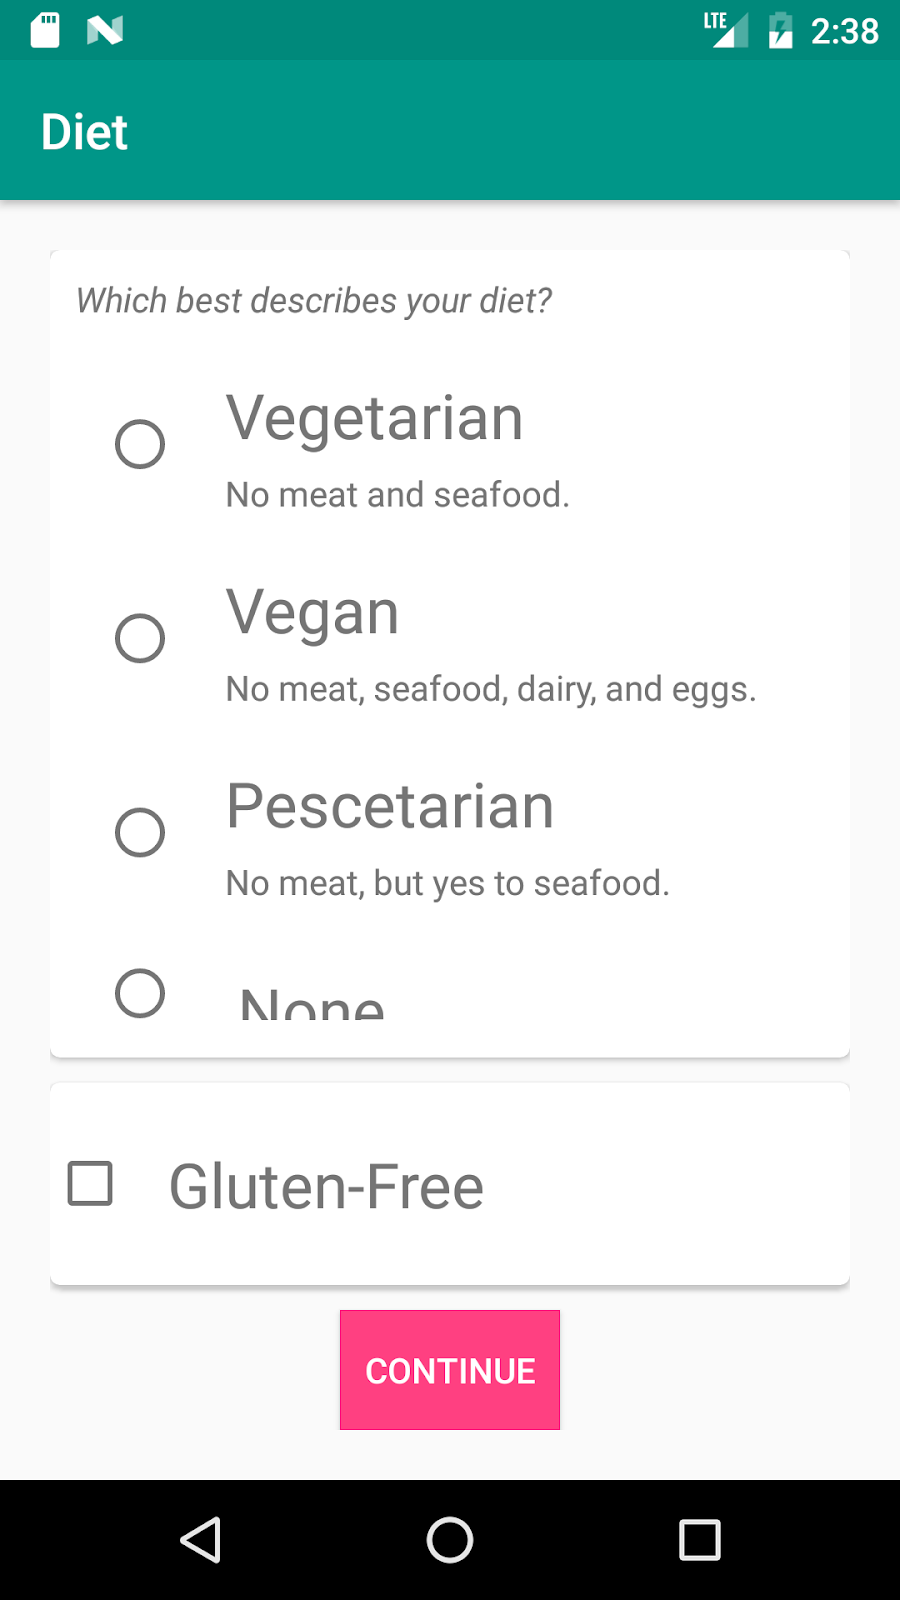 LTE 2:38
Diet
Which best describes your diet?
Vegetarian
No meat and seafood.
Vegan
No meat, seafood, dairy, and eggs.
Pescetarian
No meat, but yes to seafood.
None
Gluten-Free
CONTINUE